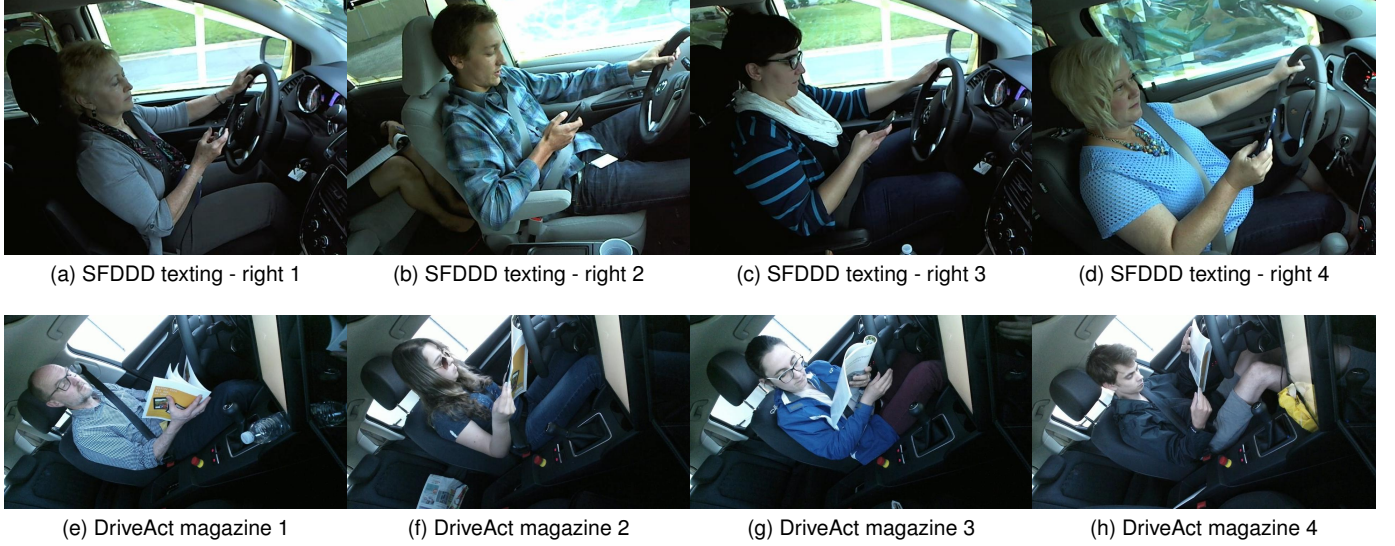 (a) SFDDD texting - right 1
(b) SFDDD texting - right 2
(c) SFDDD texting - right 3
(d) SFDDD texting - right 4
(e) DriveAct magazine 1
(f) DriveAct magazine 2
(g) DriveAct magazine 3
(h) DriveAct magazine 4